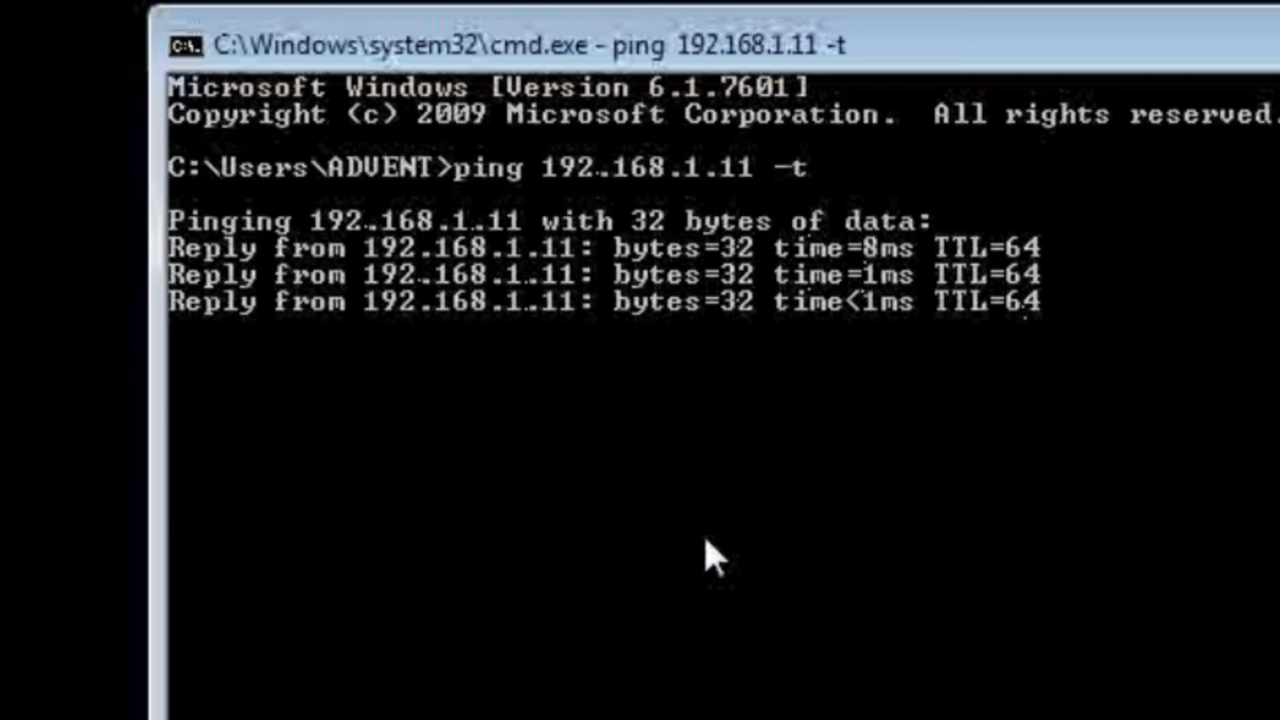 C:\Windows\system32\cmd.exe - ping 192.168.1.11 -t
Microsoft Windows [Version 6.1.7601]
Copyright (c) 2009 Microsoft Corporation. All rights reserved.
C:\Users\ADVENT>ping 192.168.1.11 -t
Pinging 192.168.1.11 with 32 bytes of data:
Reply from 192.168.1.11: bytes=32 time=8ms TTL=64
Reply from 192.168.1.11: bytes=32 time=1ms TTL=64
Reply from 192.168.1.11: bytes=32 time<1ms TTL=64